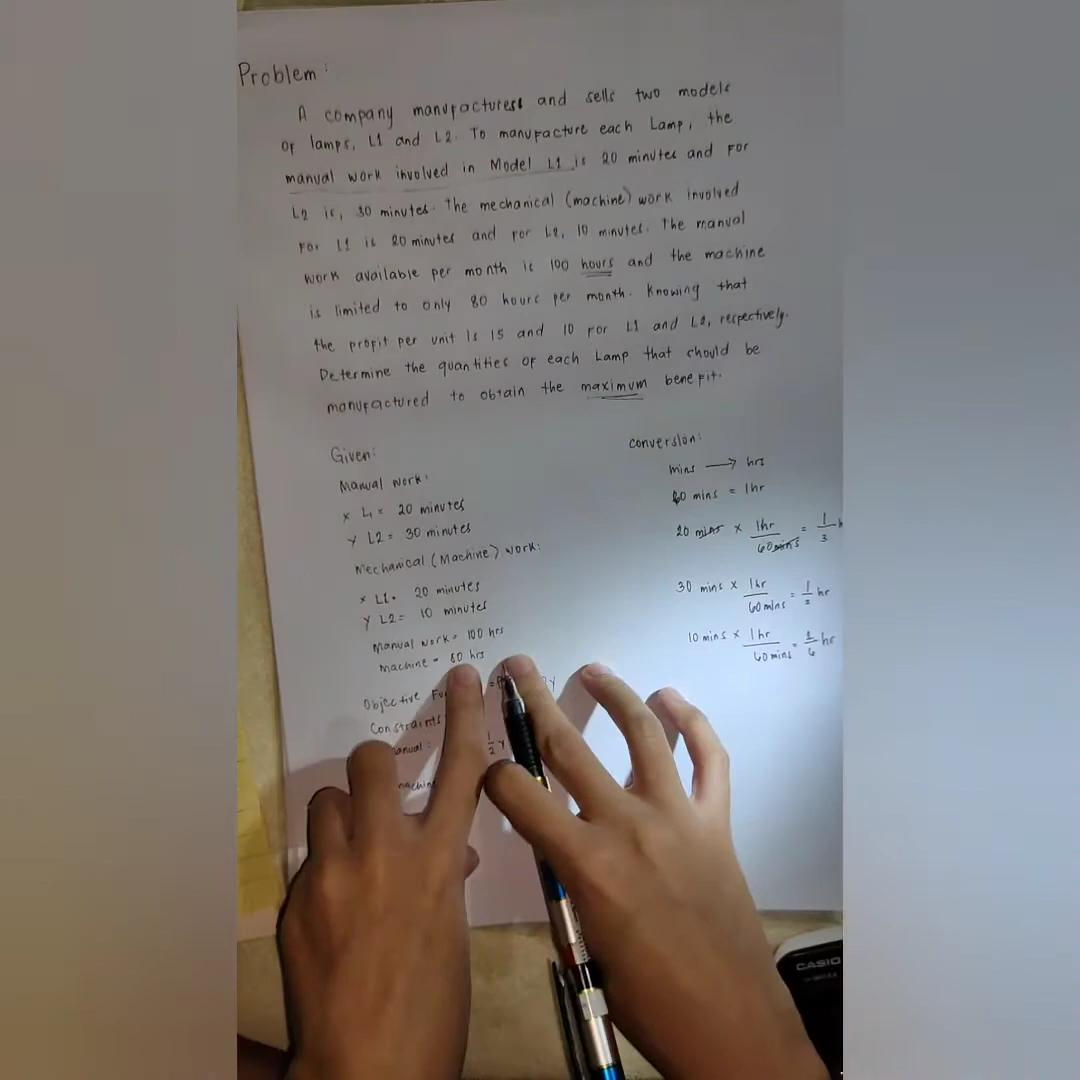 Problem:
A company manufactures and sells two models
of lamps, L1 and L2. To manufacture each Lamp, the
manual work involved in Model L1 is 20 minutes and for
L2 is, 30 minutes. The mechanical (machine) work involved
for L1 is 20 minutes and for L2, 10 minutes. The manual
work available per month is 100 hours and the machine
is limited to only 80 hours per month. Knowing that
the profit per unit is 15 and 10 for L1 and L2, respectively.
Determine the quantities of each Lamp that should be
manufactured to obtain the maximum benefit.
Given:
Manual work:
x L1 = 20 minutes
y L2 = 30 minutes
Mechanical (Machine) work:
x L1 = 20 minutes
y L2 = 10 minutes
Manual work = 100 hrs
Machine = 80 hrs
Objective
Constraints
1/2 y
conversion:
mins → hrs
60 mins = 1hr
20 mins x 1hr/60mins = 1/3
30 mins x 1hr/60mins = 1/2 hr
10 mins x 1hr/60mins = 1/6 hr
CASIO